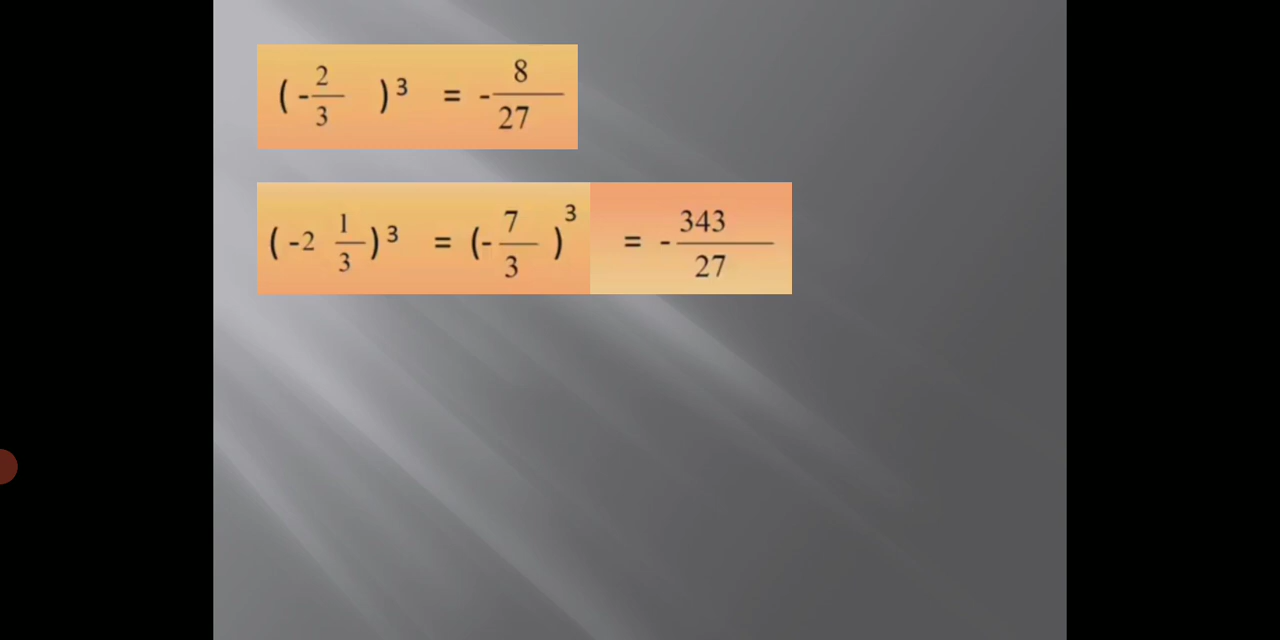 (-2/3)³ = -8/27
(-2 1/3)³ = (-7/3)³ = -343/27